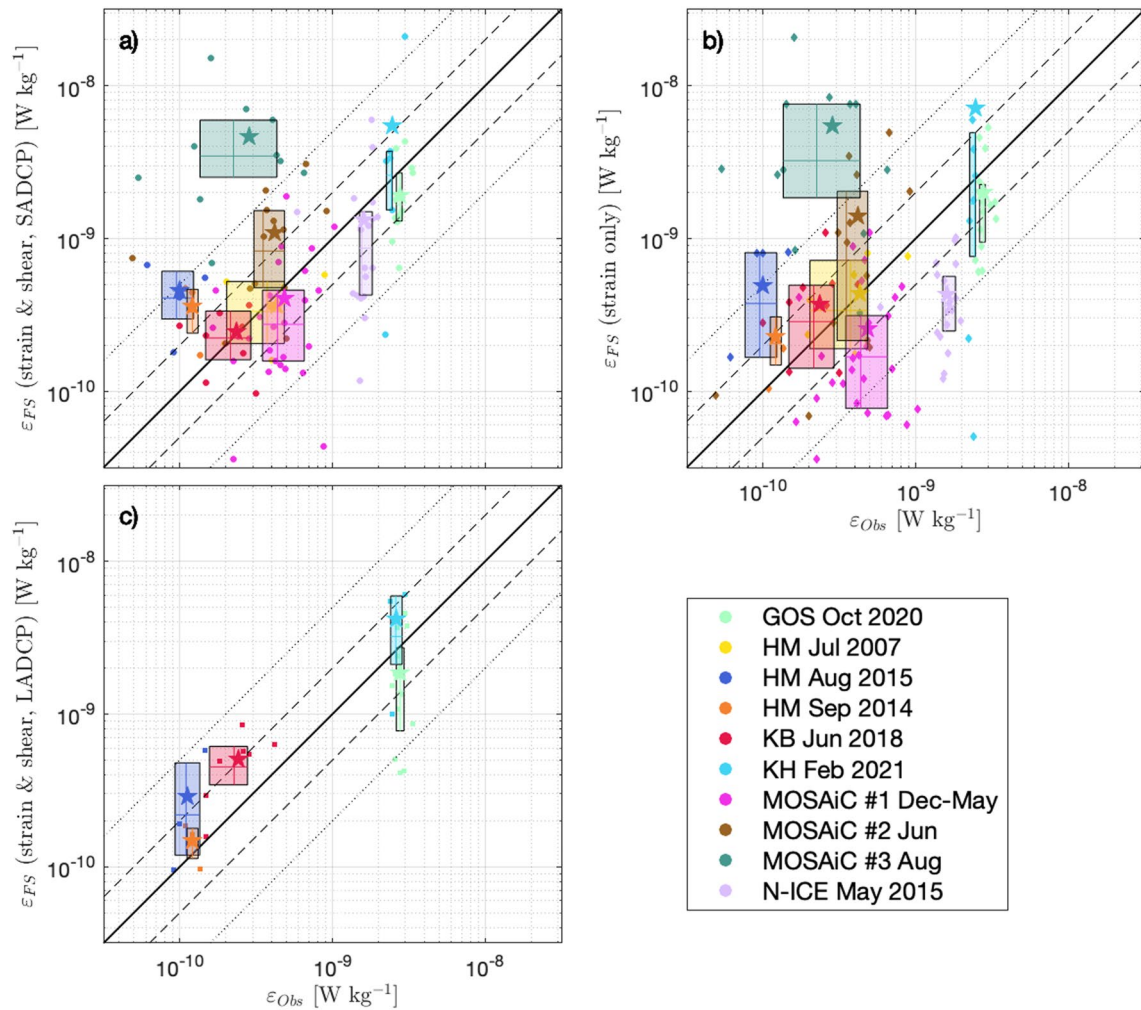 a)
ε_FS (strain & shear, SADCP) [W kg⁻¹]
10⁻⁸
10⁻⁹
10⁻¹⁰
b)
ε_FS (strain only) [W kg⁻¹]
10⁻⁸
10⁻⁹
10⁻¹⁰
10⁻¹⁰ 10⁻⁹ 10⁻⁸
ε_Obs [W kg⁻¹]
c)
ε_FS (strain & shear, LADCP) [W kg⁻¹]
10⁻⁸
10⁻⁹
10⁻¹⁰
10⁻¹⁰ 10⁻⁹ 10⁻⁸
ε_Obs [W kg⁻¹]
GOS Oct 2020
HM Jul 2007
HM Aug 2015
HM Sep 2014
KB Jun 2018
KH Feb 2021
MOSAiC #1 Dec-May
MOSAiC #2 Jun
MOSAiC #3 Aug
N-ICE May 2015